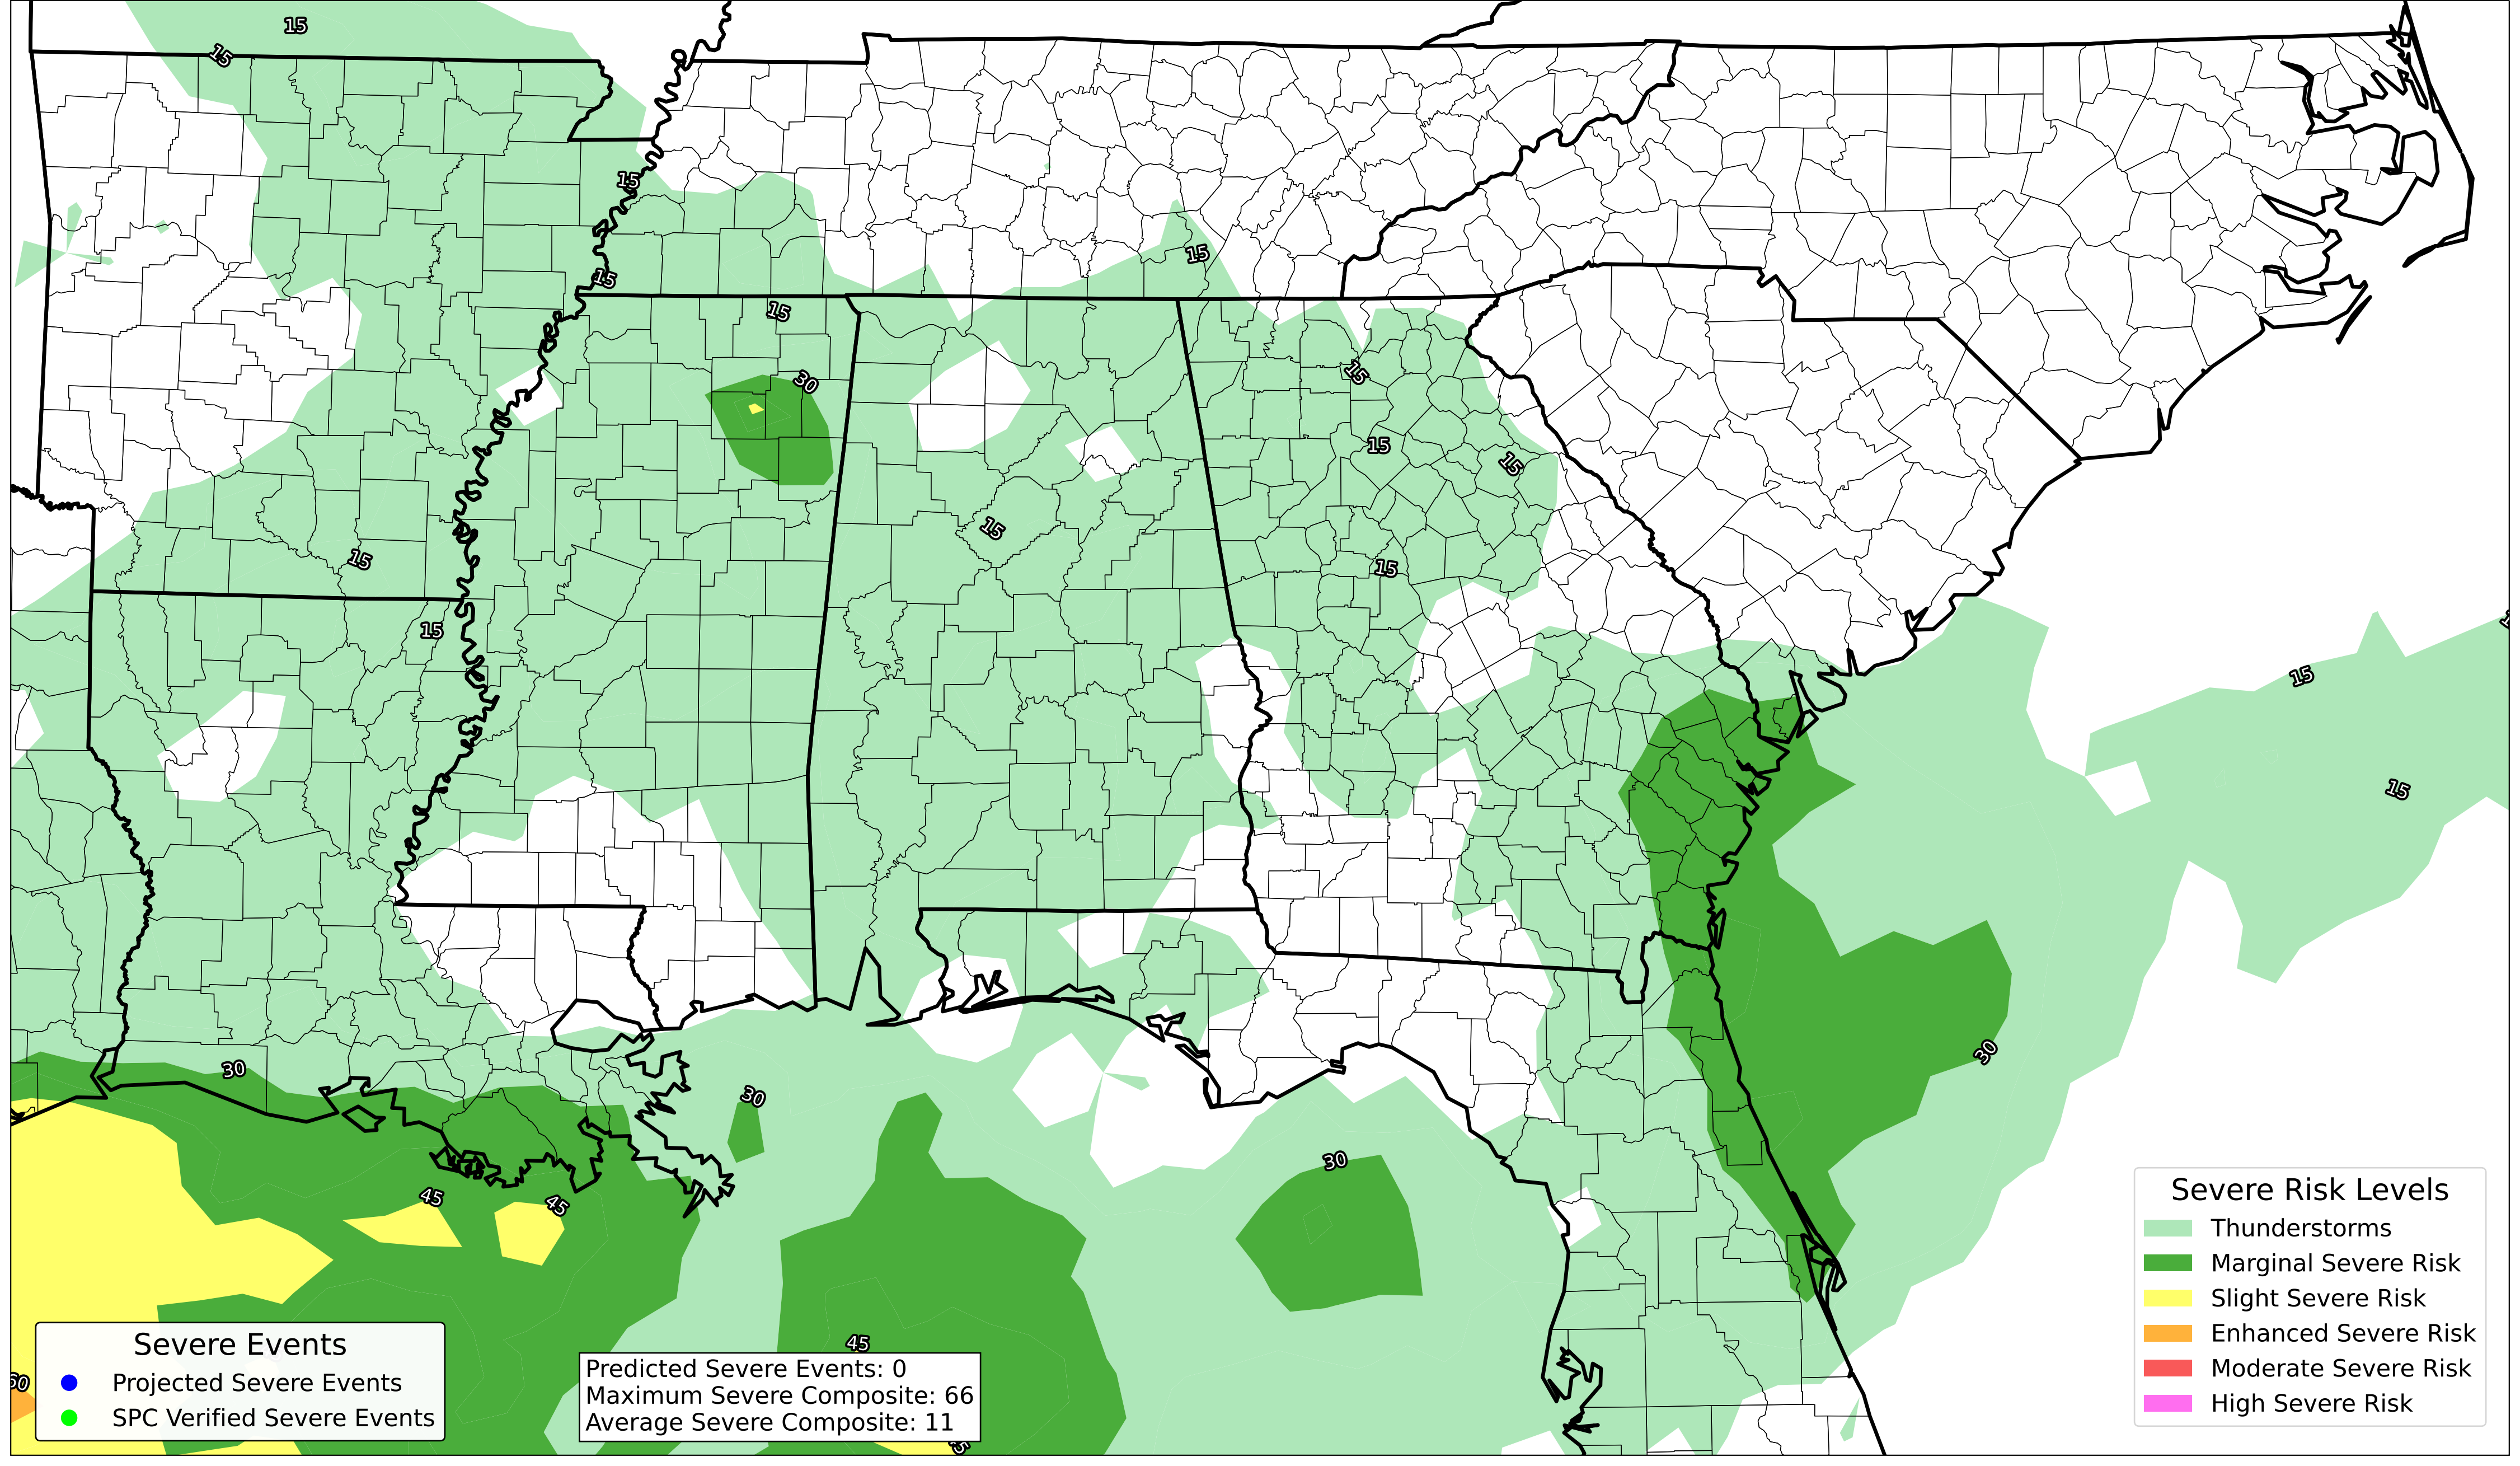 15
15
15
15
15
15
30
15
15
15
15
15
15
15
15
15
30
30
30
30
45
45
45
60
45
Severe Events
Projected Severe Events
SPC Verified Severe Events
Predicted Severe Events: 0
Maximum Severe Composite: 66
Average Severe Composite: 11
Severe Risk Levels
Thunderstorms
Marginal Severe Risk
Slight Severe Risk
Enhanced Severe Risk
Moderate Severe Risk
High Severe Risk